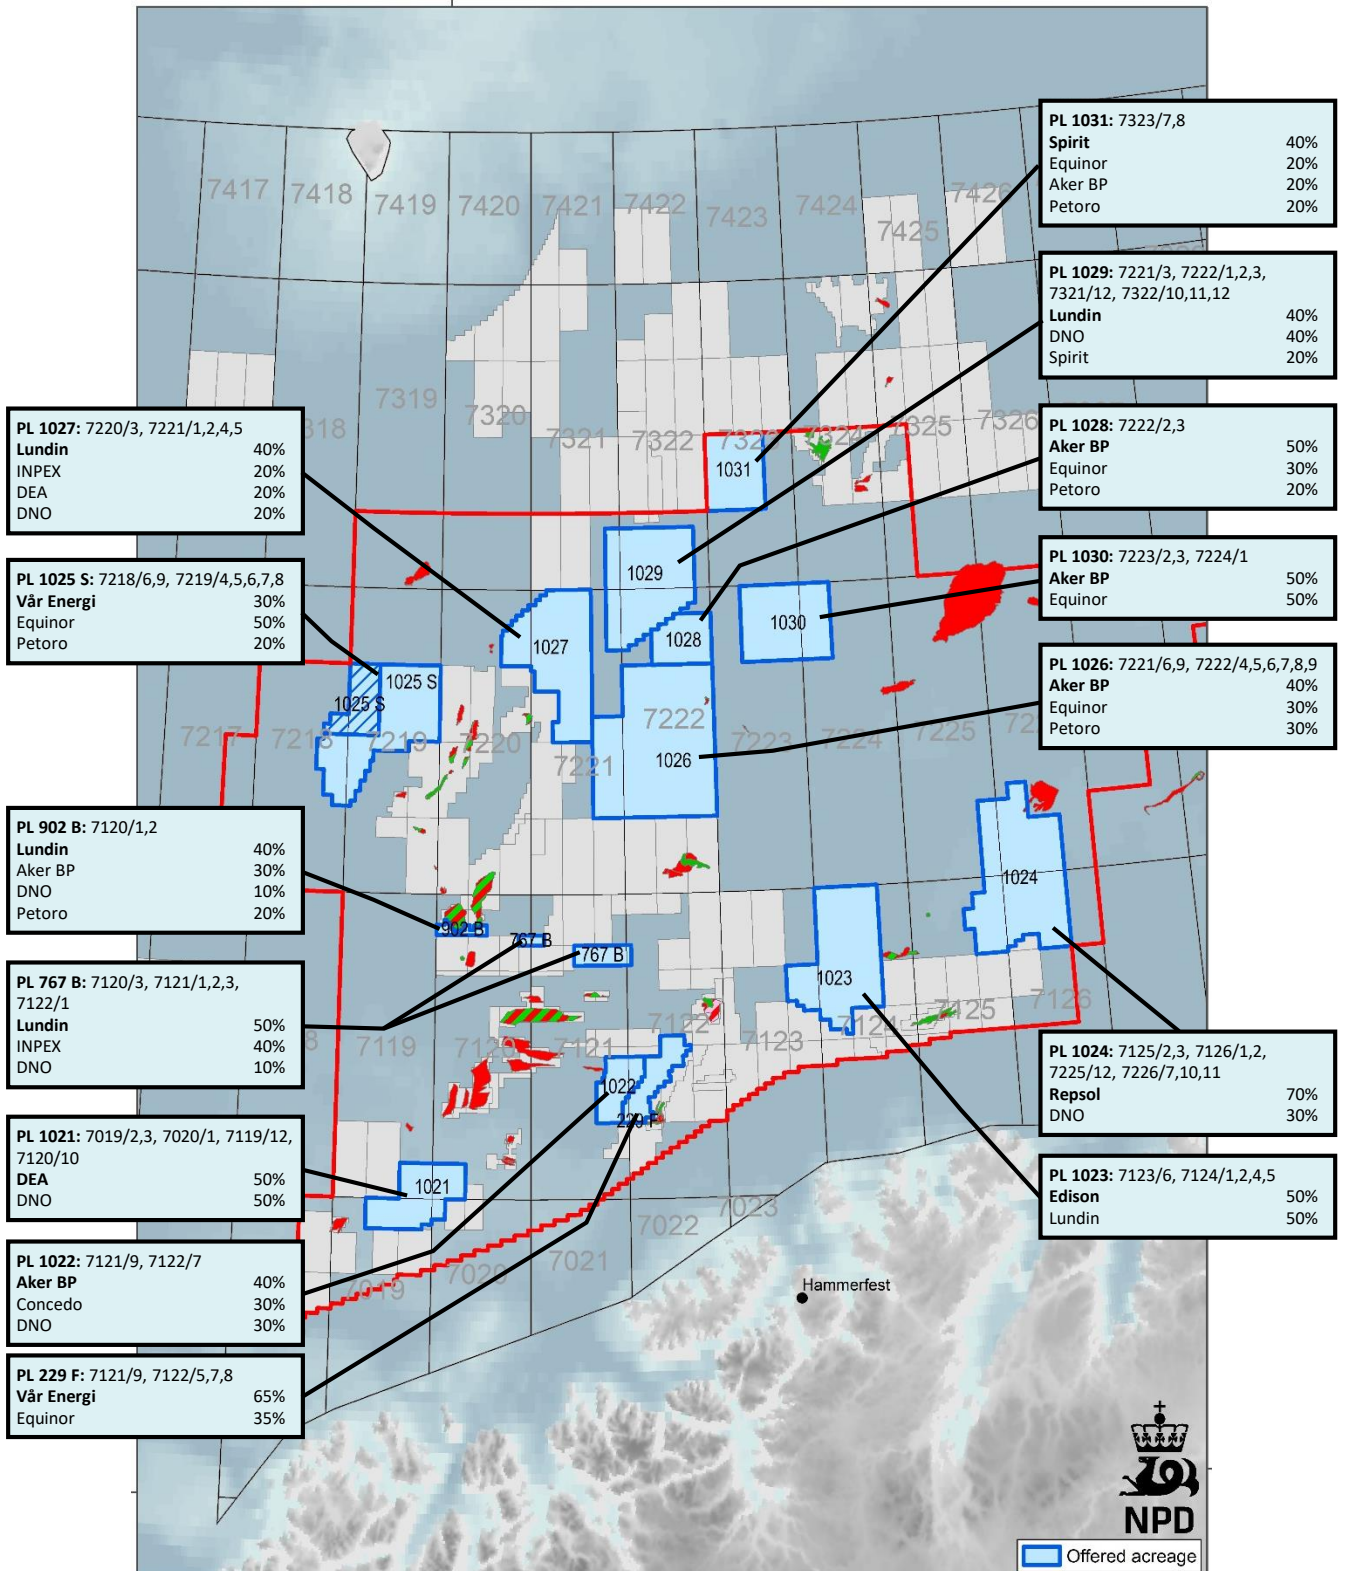 7417
7418
7419
7420
7421
7422
7423
7424
7425
7426
7319
7320
7321
7322
7325
7326
7217
7218
7219
7220
7221
7222
7223
7224
7225
7119
7120
7121
7122
7123
7124
7125
7126
7019
7020
7021
7022
7023
1031
1029
1028
1027
1030
1025 S
1025 S
1026
1024
1023
902 B
767 B
767 B
1022
229 F
1021
PL 1031: 7323/7,8
Spirit 40%
Equinor 20%
Aker BP 20%
Petoro 20%
PL 1029: 7221/3, 7222/1,2,3,
7321/12, 7322/10,11,12
Lundin 40%
DNO 40%
Spirit 20%
PL 1028: 7222/2,3
Aker BP 50%
Equinor 30%
Petoro 20%
PL 1030: 7223/2,3, 7224/1
Aker BP 50%
Equinor 50%
PL 1026: 7221/6,9, 7222/4,5,6,7,8,9
Aker BP 40%
Equinor 30%
Petoro 30%
PL 1024: 7125/2,3, 7126/1,2,
7225/12, 7226/7,10,11
Repsol 70%
DNO 30%
PL 1023: 7123/6, 7124/1,2,4,5
Edison 50%
Lundin 50%
PL 1027: 7220/3, 7221/1,2,4,5
Lundin 40%
INPEX 20%
DEA 20%
DNO 20%
PL 1025 S: 7218/6,9, 7219/4,5,6,7,8
Vår Energi 30%
Equinor 50%
Petoro 20%
PL 902 B: 7120/1,2
Lundin 40%
Aker BP 30%
DNO 10%
Petoro 20%
PL 767 B: 7120/3, 7121/1,2,3,
7122/1
Lundin 50%
INPEX 40%
DNO 10%
PL 1021: 7019/2,3, 7020/1, 7119/12,
7120/10
DEA 50%
DNO 50%
PL 1022: 7121/9, 7122/7
Aker BP 40%
Concedo 30%
DNO 30%
PL 229 F: 7121/9, 7122/5,7,8
Vår Energi 65%
Equinor 35%
Hammerfest
NPD
Offered acreage